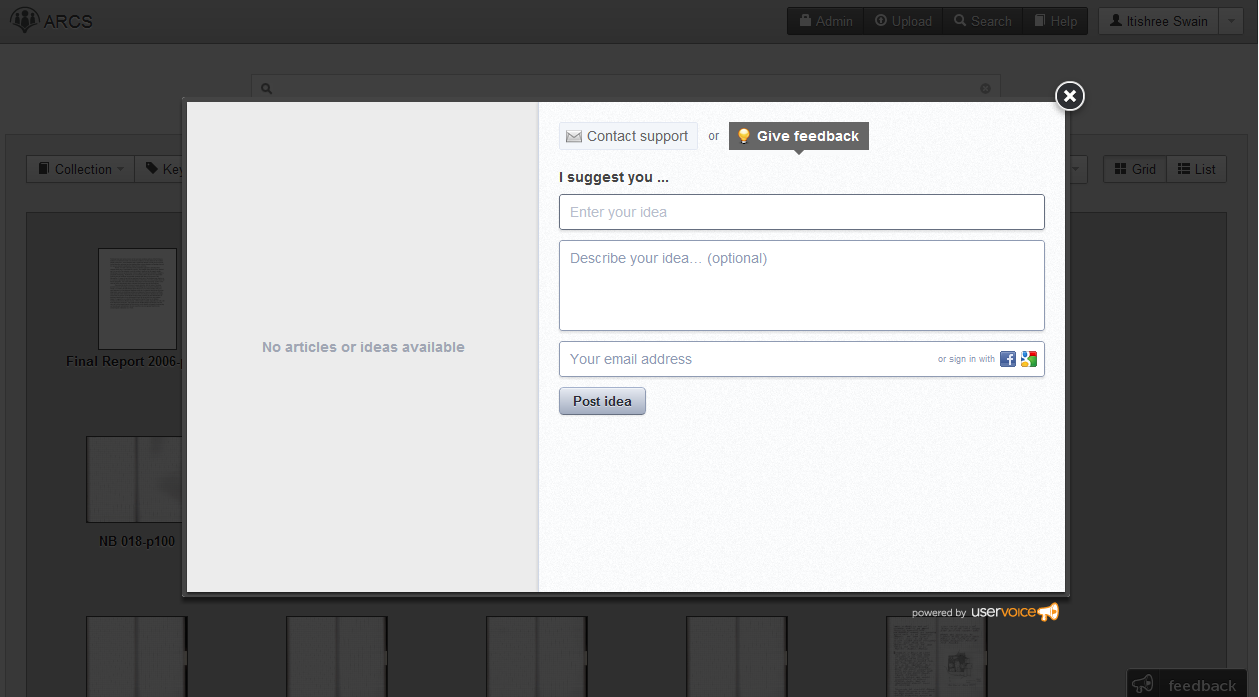 ARCS
Admin
Upload
Search
Help
Itishree Swain
Collection
Key
Grid
List
Contact support
or
Give feedback
I suggest you ...
Enter your idea
Describe your idea... (optional)
Your email address
or sign in with
Post idea
No articles or ideas available
Final Report 2006-
NB 018-p100
powered by uservoice
feedback